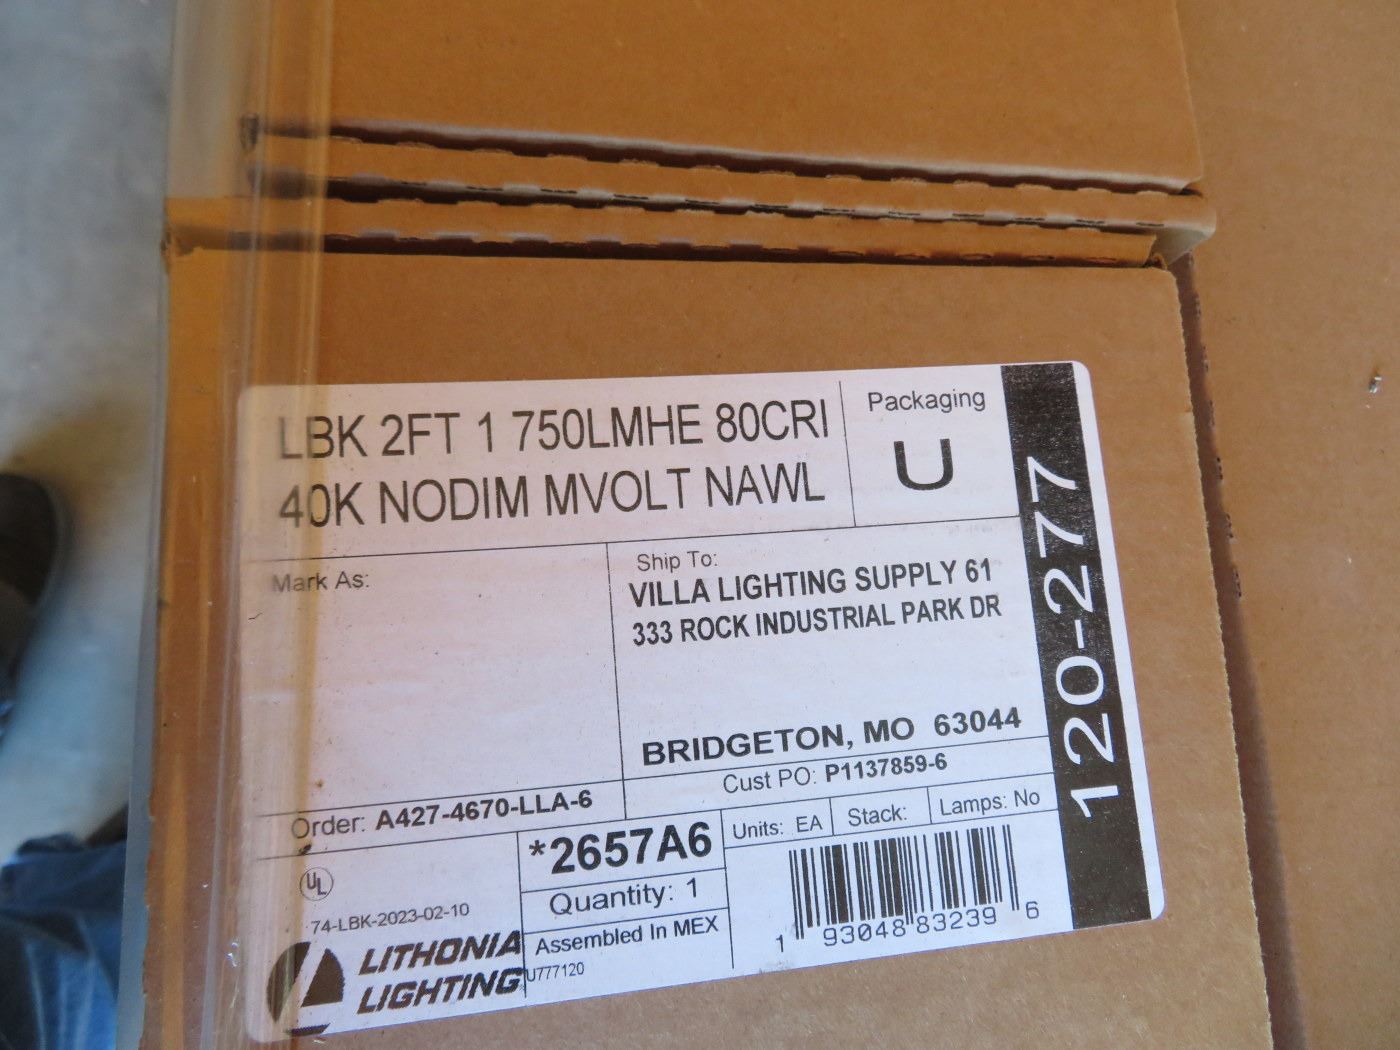 LBK 2FT 1 750LMHE 80CRI
40K NODIM MVOLT NAWL
Packaging
U
120-277
Mark As:
Ship To:
VILLA LIGHTING SUPPLY 61
333 ROCK INDUSTRIAL PARK DR
BRIDGETON, MO 63044
Cust PO: P1137859-6
Order: A427-4670-LLA-6
*2657A6
Units: EA
Stack:
Lamps: No
UL
Quantity: 1
74-LBK-2023-02-10
Assembled In MEX
U777120
1 93048 83239 6
LITHONIA
LIGHTING